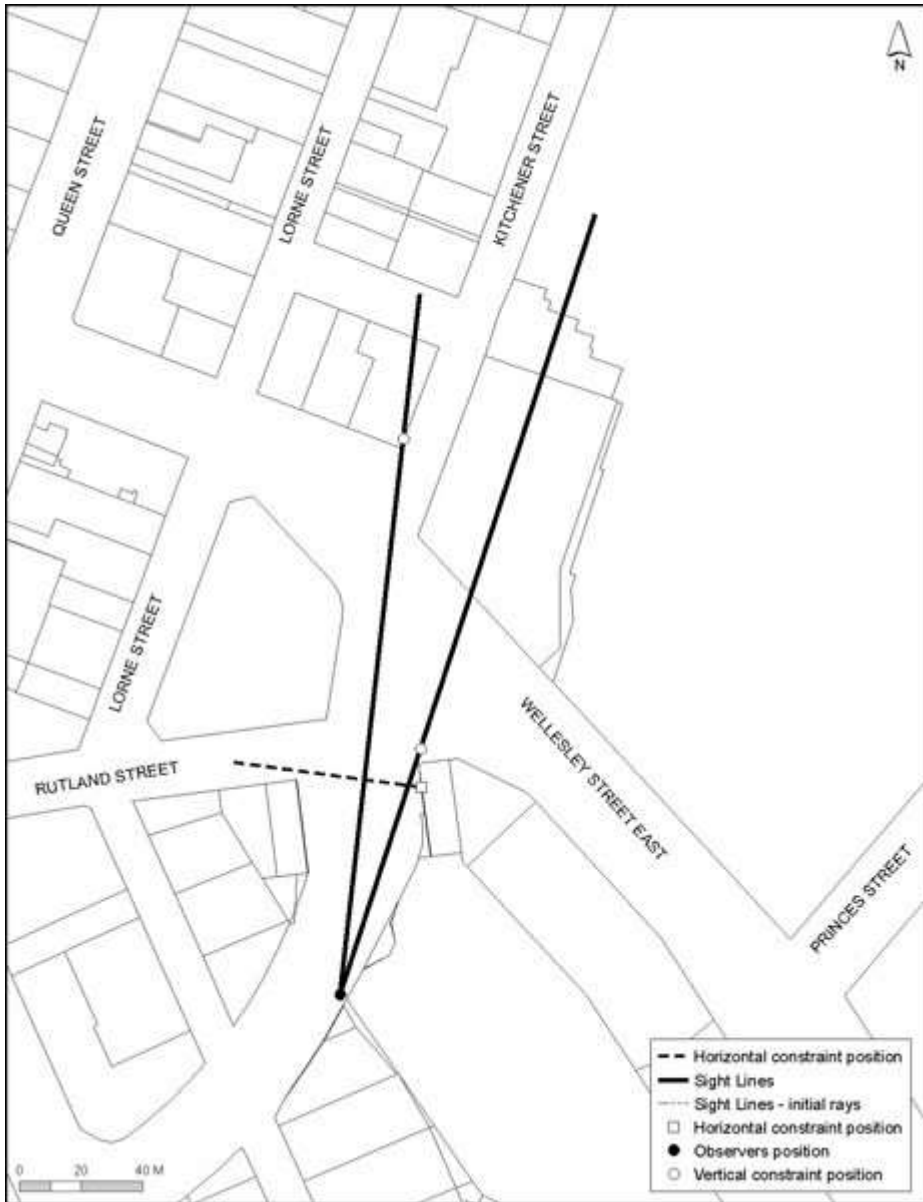 N
QUEEN STREET
LORNE STREET
KITCHENER STREET
LORNE STREET
RUTLAND STREET
WELLESLEY STREET EAST
PRINCES STREET
Horizontal constraint position
Sight Lines
Sight Lines - initial rays
Horizontal constraint position
Observers position
Vertical constraint position
0 20 40 M